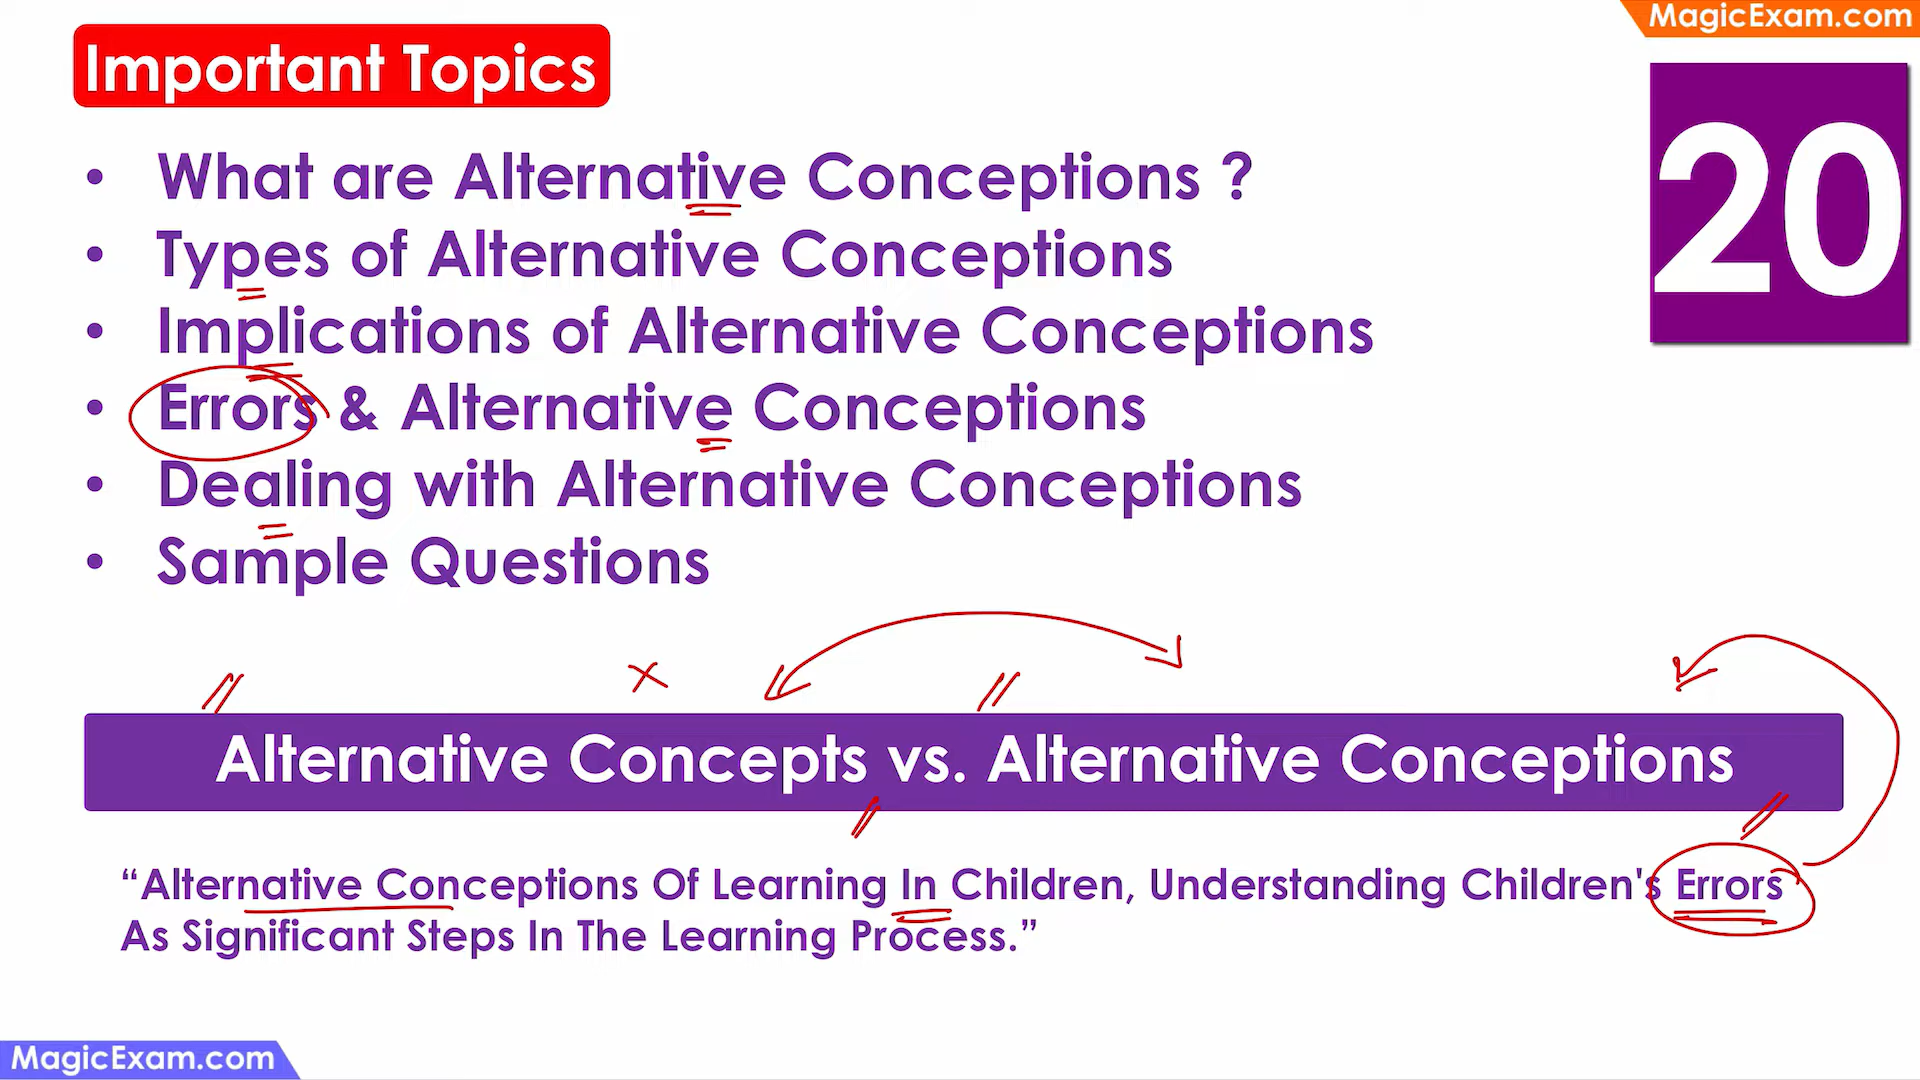 MagicExam.com
Important Topics
20
• What are Alternative Conceptions ?
• Types of Alternative Conceptions
• Implications of Alternative Conceptions
• Errors & Alternative Conceptions
• Dealing with Alternative Conceptions
• Sample Questions
Alternative Concepts vs. Alternative Conceptions
“Alternative Conceptions Of Learning In Children, Understanding Children's Errors
As Significant Steps In The Learning Process.”
MagicExam.com